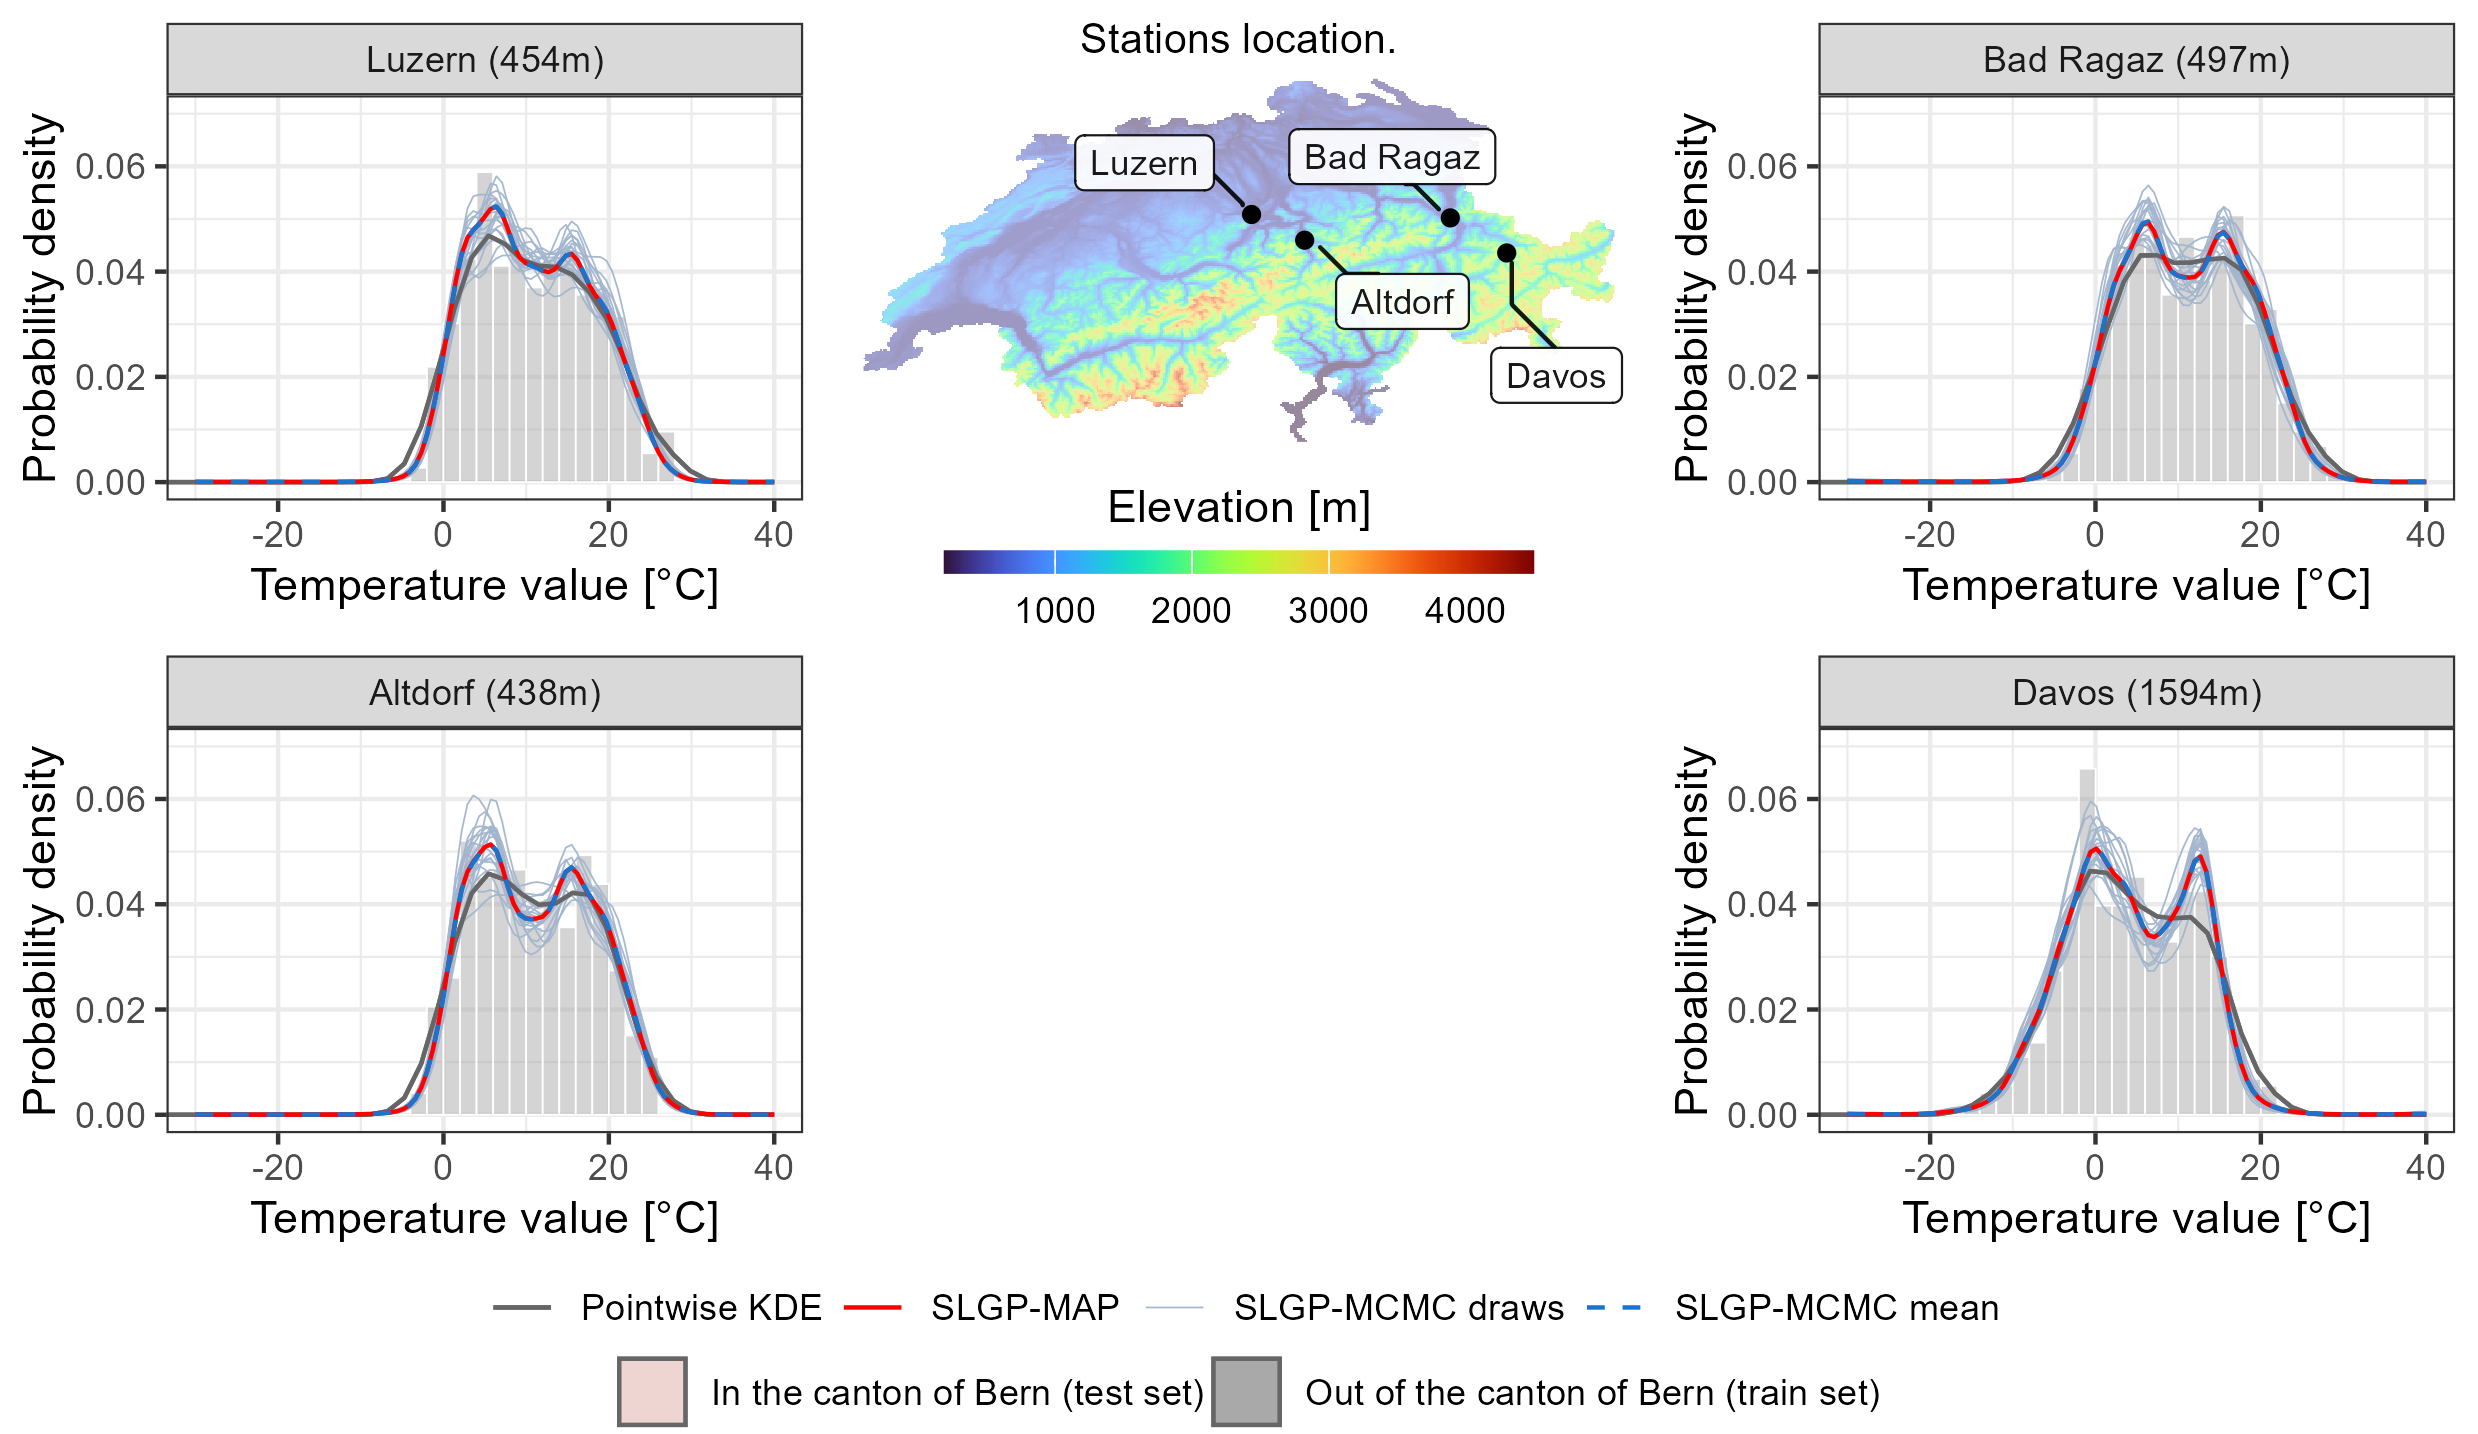 Luzern (454m)
Probability density
0.06
0.04
0.02
0.00
-20 0 20 40
Temperature value [°C]
Stations location.
Luzern
Bad Ragaz
Altdorf
Davos
Elevation [m]
1000 2000 3000 4000
Bad Ragaz (497m)
Probability density
0.06
0.04
0.02
0.00
-20 0 20 40
Temperature value [°C]
Altdorf (438m)
Probability density
0.06
0.04
0.02
0.00
-20 0 20 40
Temperature value [°C]
Davos (1594m)
Probability density
0.06
0.04
0.02
0.00
-20 0 20 40
Temperature value [°C]
Pointwise KDE SLGP-MAP SLGP-MCMC draws SLGP-MCMC mean
In the canton of Bern (test set) Out of the canton of Bern (train set)